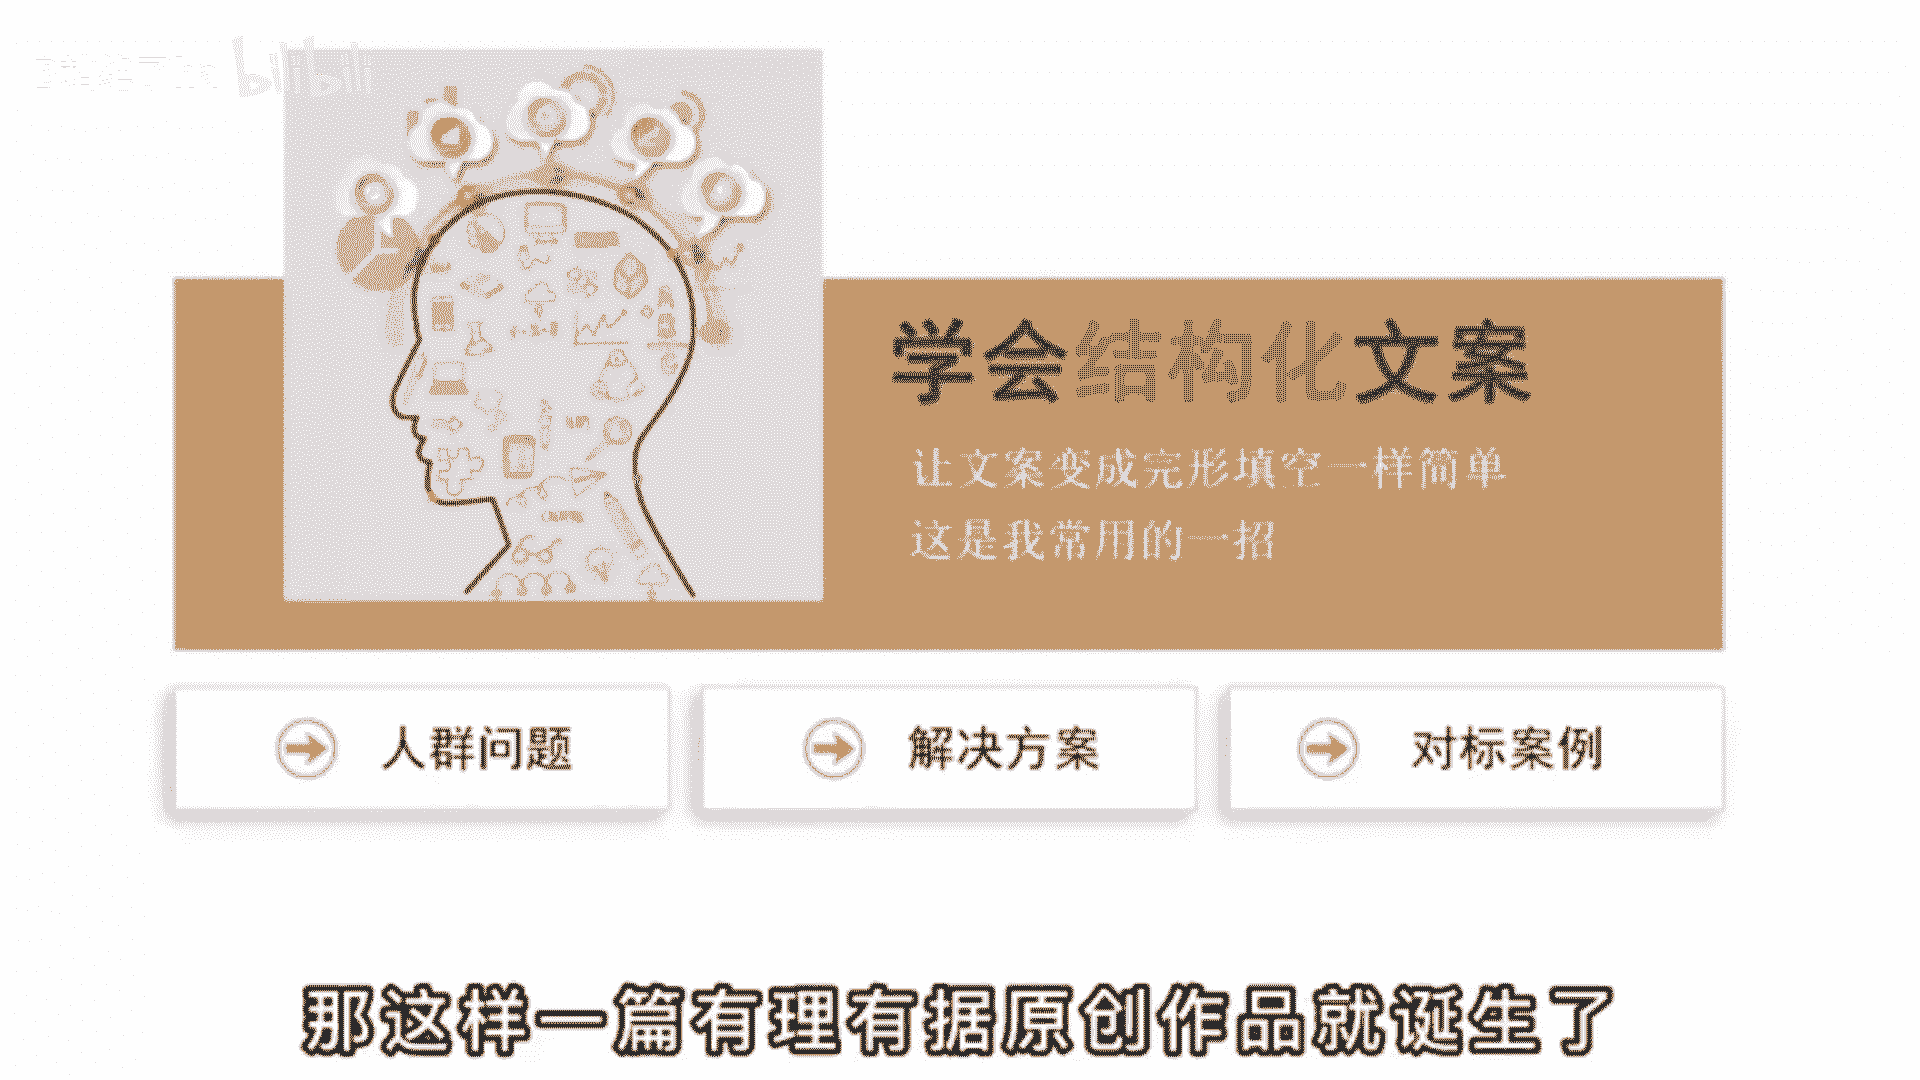 bilibili
学会结构化文案
让文案变成完形填空一样简单
这是我常用的一招
人群问题
解决方案
对标案例
那这样一篇有理有据原创作品就诞生了